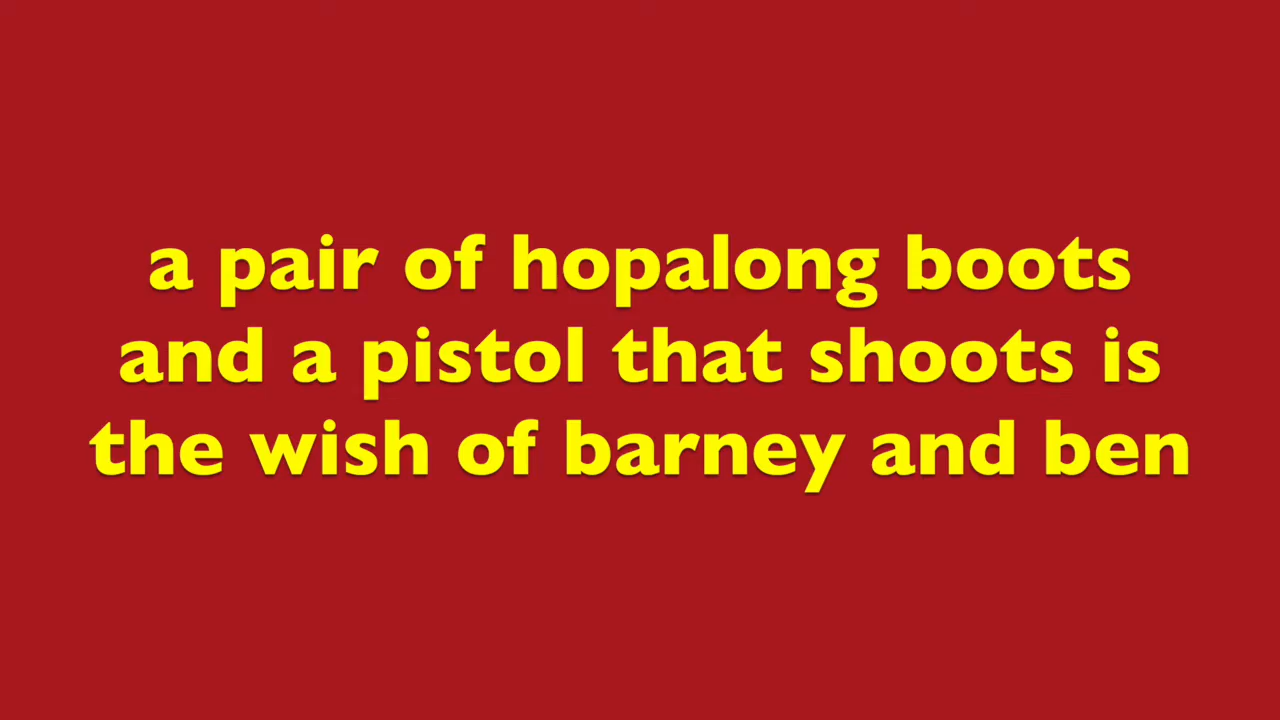 a pair of hopalong boots
and a pistol that shoots is
the wish of barney and ben